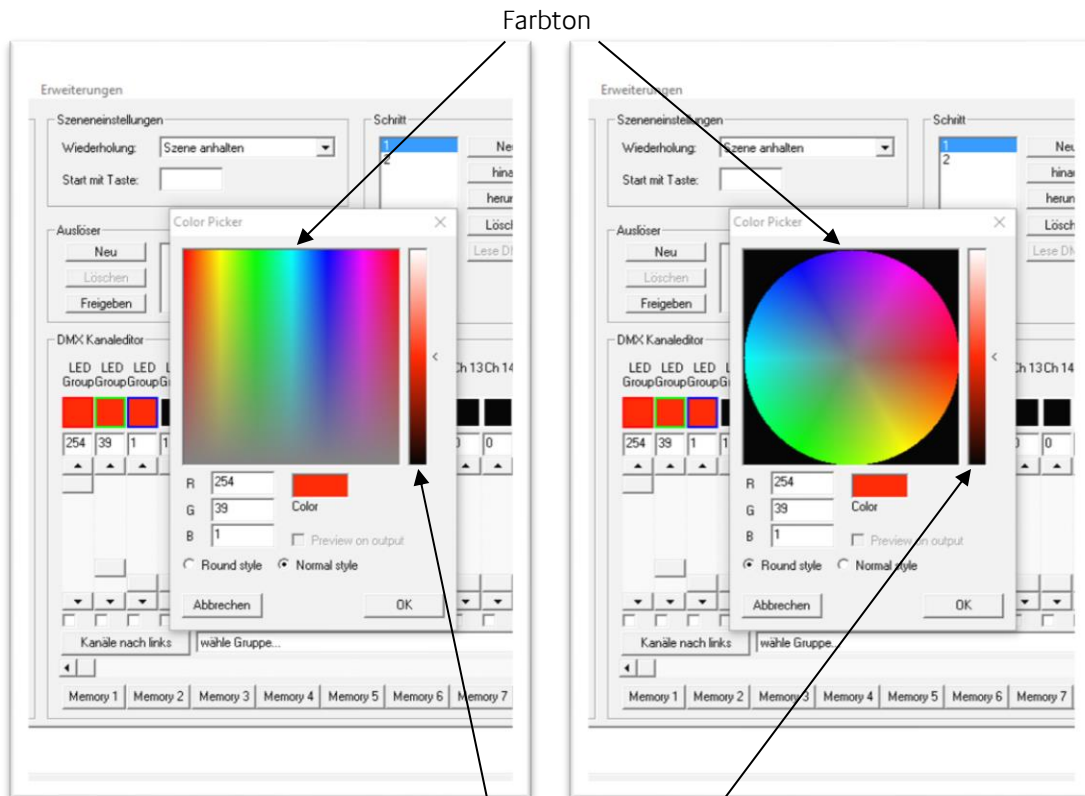 Farbton
Erweiterungen
Szeneneinstellungen
Wiederholung: Szene anhalten
Start mit Taste:
Schritt
1
2
Neu
hina
herun
Lösch
Lese DM
Auslöser
Neu
Löschen
Freigeben
Color Picker
R 254
G 39
B 1
Color
Preview on output
Round style Normal style
Abbrechen OK
DMX Kanaleditor
LED LED LED
Group Group Group
Ch 13 Ch 14
254 39 1 1
0
Kanäle nach links wähle Gruppe...
Memory 1 Memory 2 Memory 3 Memory 4 Memory 5 Memory 6 Memory 7
Erweiterungen
Szeneneinstellungen
Wiederholung: Szene anhalten
Start mit Taste:
Schritt
1
2
Neu
hina
herun
Lösch
Lese DM
Auslöser
Neu
Löschen
Freigeben
Color Picker
R 254
G 39
B 1
Color
Preview on output
Round style Normal style
Abbrechen OK
DMX Kanaleditor
LED LED LED
Group Group Group
Ch 13 Ch 14
254 39 1 1
0
Kanäle nach links wähle Gruppe...
Memory 1 Memory 2 Memory 3 Memory 4 Memory 5 Memory 6 Memory 7